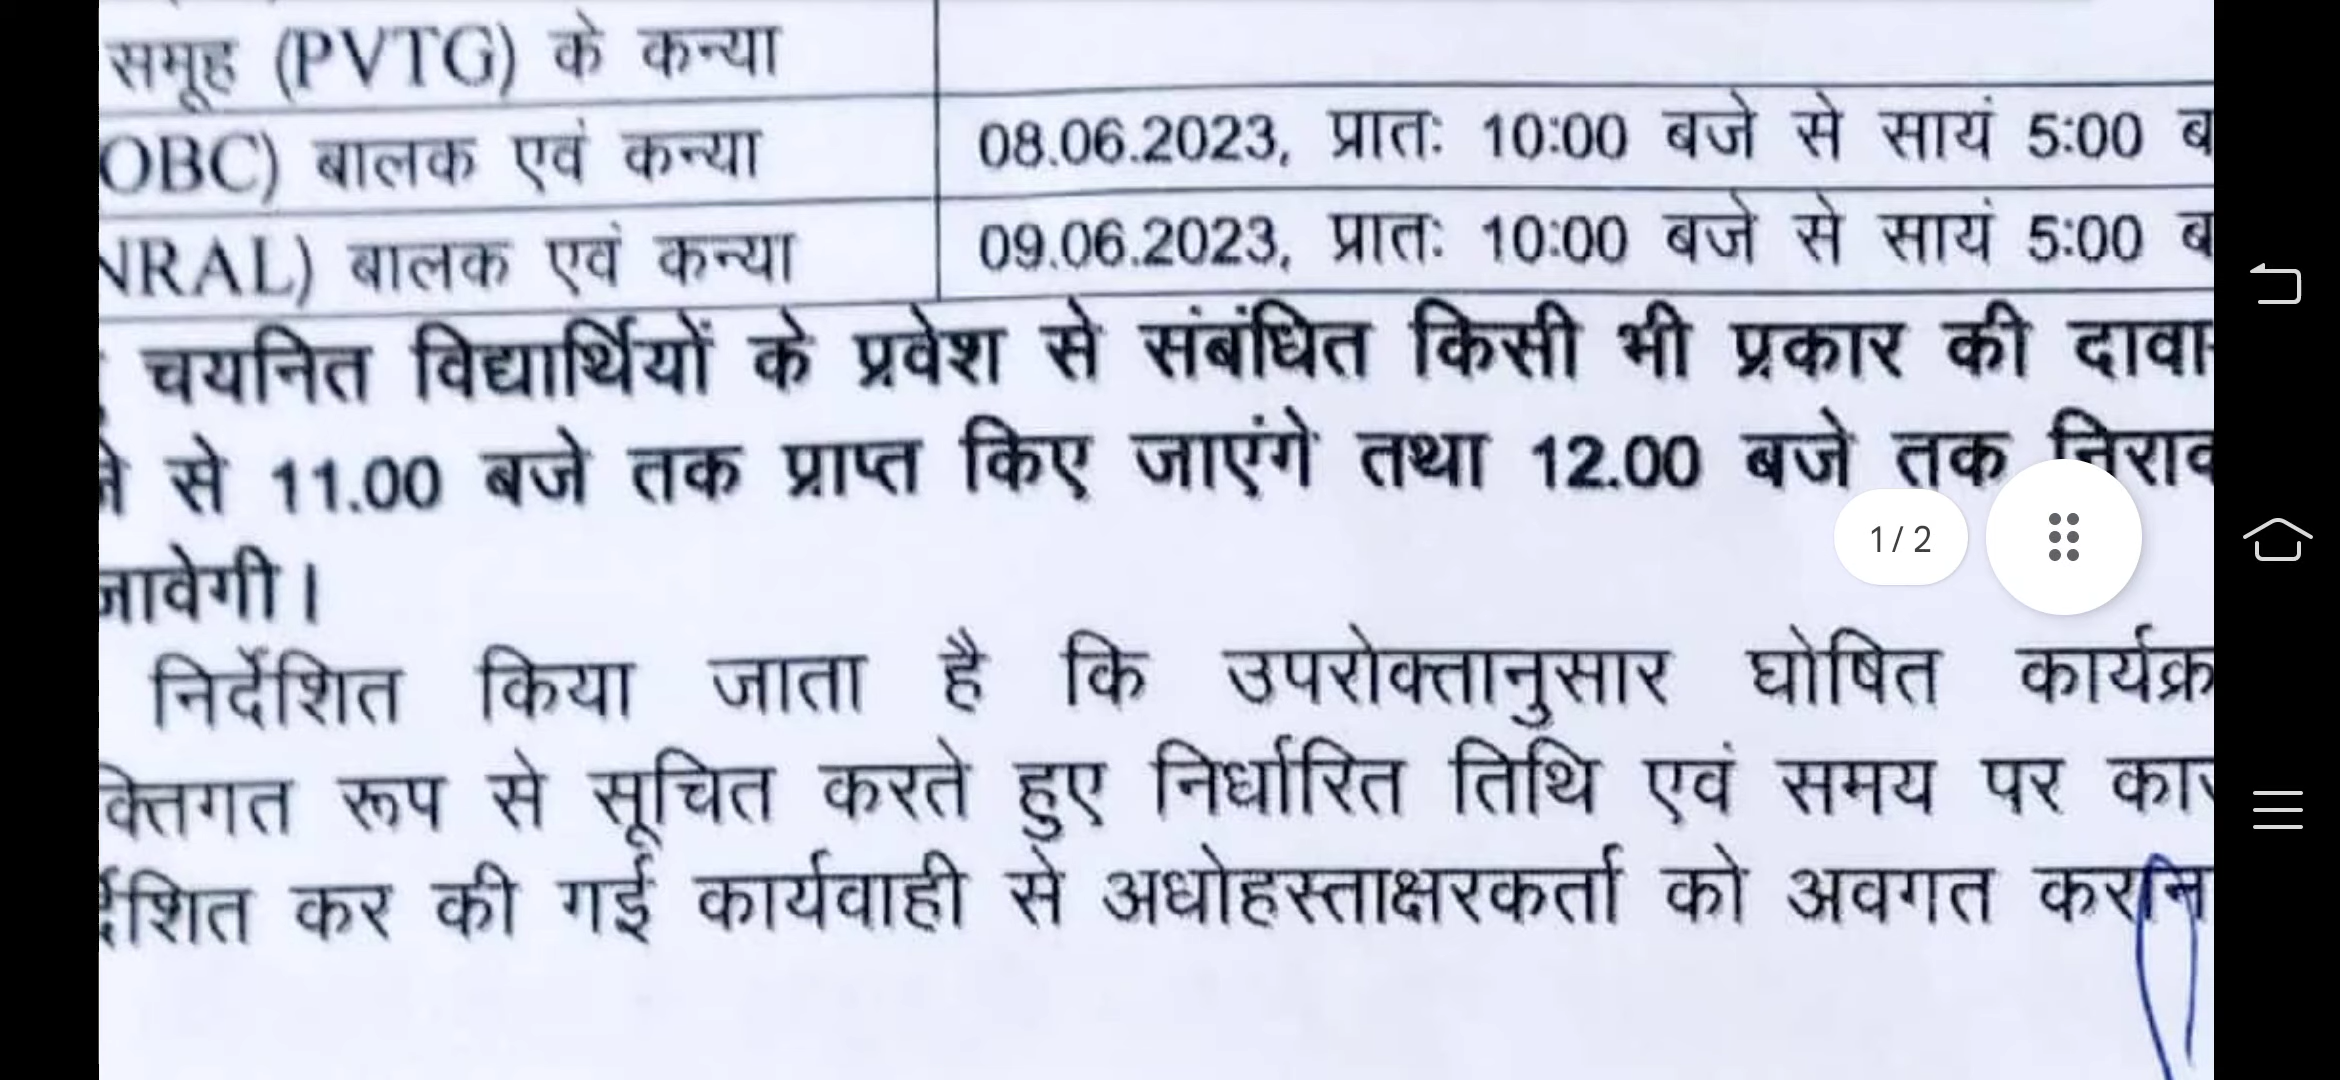 समूह (PVTG) के कन्या
OBC) बालक एवं कन्या 08.06.2023, प्रातः 10:00 बजे से सायं 5:00 ब
NRAL) बालक एवं कन्या 09.06.2023, प्रातः 10:00 बजे से सायं 5:00 ब
चयनित विद्यार्थियों के प्रवेश से संबंधित किसी भी प्रकार की दावा
से 11.00 बजे तक प्राप्त किए जाएंगे तथा 12.00 बजे तक
1/2
जावेगी।
निर्देशित किया जाता है कि उपरोक्तानुसार घोषित कार्यक्र
क्तिगत रूप से सूचित करते हुए निर्धारित तिथि एवं समय पर
र्देशित कर की गई कार्यवाही से अधोहस्ताक्षरकर्ता को अवगत